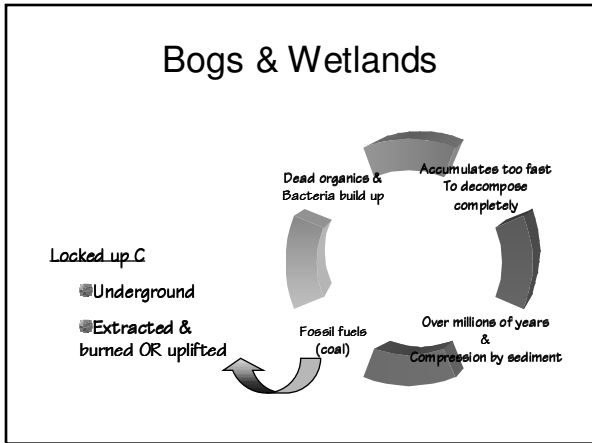 Bogs & Wetlands
Dead organics &
Bacteria build up
Accumulates too fast
To decompose
completely
Locked up C
Underground
Extracted &
burned OR uplifted
Fossil fuels
(coal)
Over millions of years
&
Compression by sediment